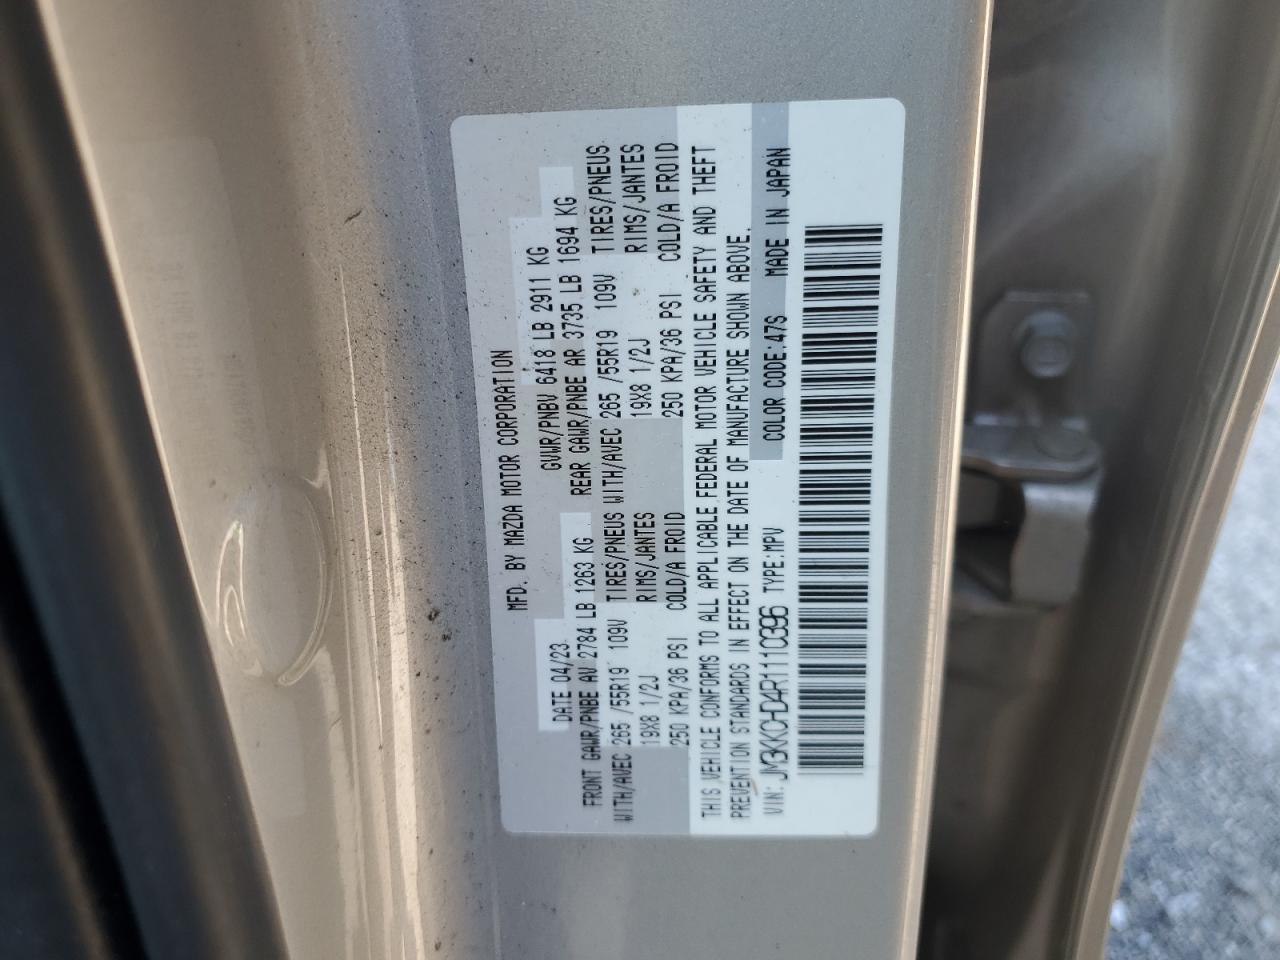 MFD. BY MAZDA MOTOR CORPORATION
DATE 04/23 GVWR/PNBV 6418 LB 2911 KG
FRONT GAWR/PNBE AV 2784 LB 1263 KG REAR GAWR/PNBE AR 3735 LB 1694 KG
WITH/AVEC 265 /55R19 109V TIRES/PNEUS WITH/AVEC 265 /55R19 109V TIRES/PNEUS
19X8 1/2J RIMS/JANTES 19X8 1/2J RIMS/JANTES
250 KPA/36 PSI COLD/A FROID 250 KPA/36 PSI COLD/A FROID
THIS VEHICLE CONFORMS TO ALL APPLICABLE FEDERAL MOTOR VEHICLE SAFETY AND THEFT
PREVENTION STANDARDS IN EFFECT ON THE DATE OF MANUFACTURE SHOWN ABOVE.
VIN: JM3KKCHD4R1110396 TYPE:MPV COLOR CODE:47S MADE IN JAPAN